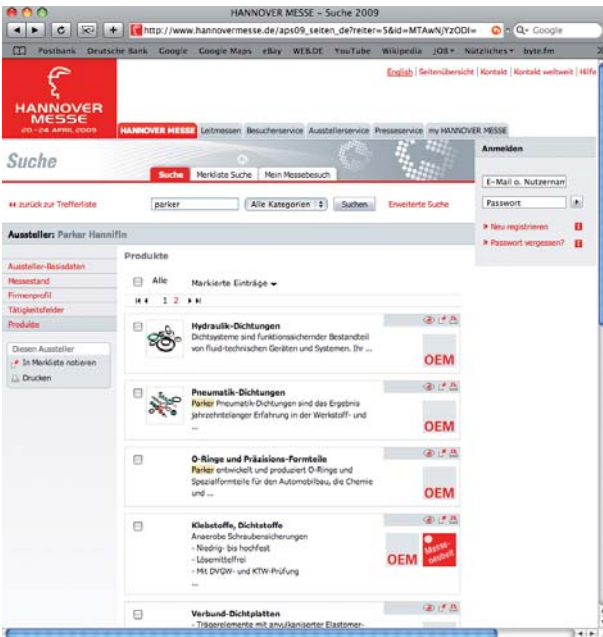 HANNOVER MESSE – Suche 2009
http://www.hannovermesse.de/aps09_seiten_de?reiter=5&id=MTAwNjYzODI=
Google
Postbank Deutsche Bank Google Google Maps eBay WEB.DE YouTube Wikipedia JOB Nützliches byte.fm
English | Seitenübersicht | Kontakt | Kontakt weltweit | Hilfe
HANNOVER
MESSE
20.-24. APRIL 2009
HANNOVER MESSE Leitmessen Besucherservice Ausstellerservice Presseservice my HANNOVER MESSE
Suche
Suche Merkliste Suche Mein Messebesuch
Anmelden
E-Mail o. Nutzernam
Passwort
» Neu registrieren
» Passwort vergessen?
zurück zur Trefferliste
parker
Alle Kategorien
Suchen
Erweiterte Suche
Aussteller: Parker Hannifin
Aussteller-Basisdaten
Messestand
Firmenprofil
Tätigkeitsfelder
Produkte
Diesen Aussteller
In Merkliste notieren
Drucken
Produkte
Alle Markierte Einträge
1 2
Hydraulik-Dichtungen
Dichtsysteme sind funktionssichernder Bestandteil
von fluid-technischen Geräten und Systemen. Ihr ...
OEM
Pneumatik-Dichtungen
Parker Pneumatik-Dichtungen sind das Ergebnis
jahrzehntelanger Erfahrung in der Werkstoff- und
...
OEM
O-Ringe und Präzisions-Formteile
Parker entwickelt und produziert O-Ringe und
Spezialformteile für den Automobilbau, die Chemie
und ...
OEM
Klebstoffe, Dichtstoffe
Anaerobe Schraubensicherungen
- Niedrig- bis hochfest
- Lösemittelfrei
- Mit DVGW- und KTW-Prüfung
...
OEM
Messe-
neuheit
Verbund-Dichtplatten
- Trägerelemente mit anvulkanisierter Elastomer-